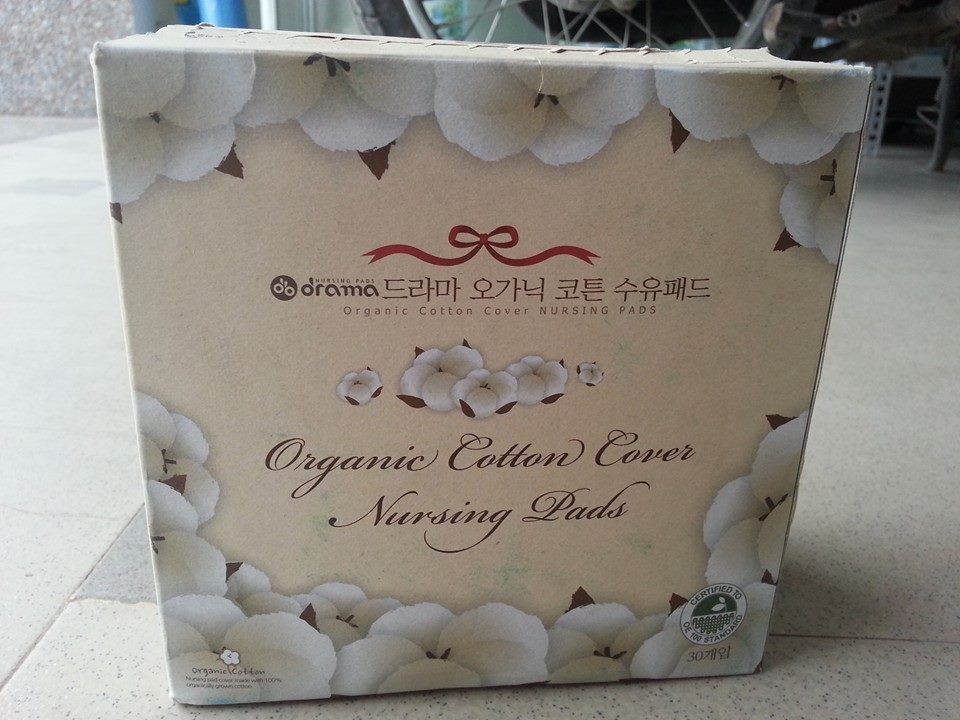 NURSING PADS
drama 드라마 오가닉 코튼 수유패드
Organic Cotton Cover NURSING PADS
Organic Cotton Cover
Nursing Pads
CERTIFIED TO
OE 100 STANDARD
30개입
Organic Cotton
Nursing pad cover made with 100%
organically grown cotton.